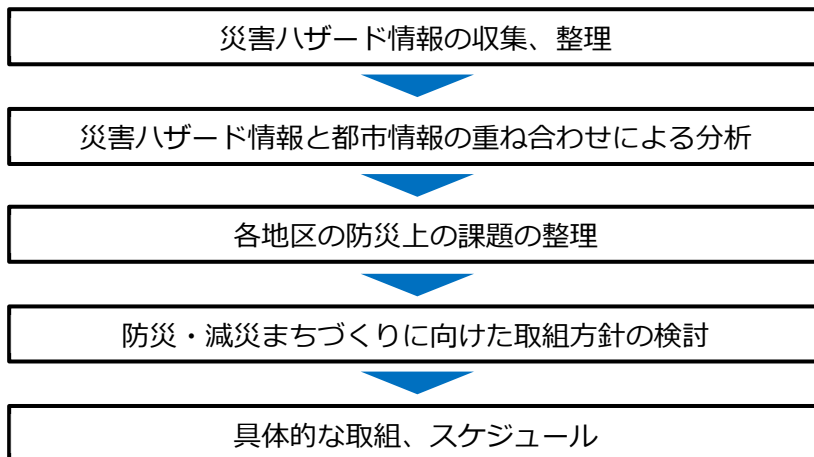 災害ハザード情報の収集、整理
災害ハザード情報と都市情報の重ね合わせによる分析
各地区の防災上の課題の整理
防災・減災まちづくりに向けた取組方針の検討
具体的な取組、スケジュール